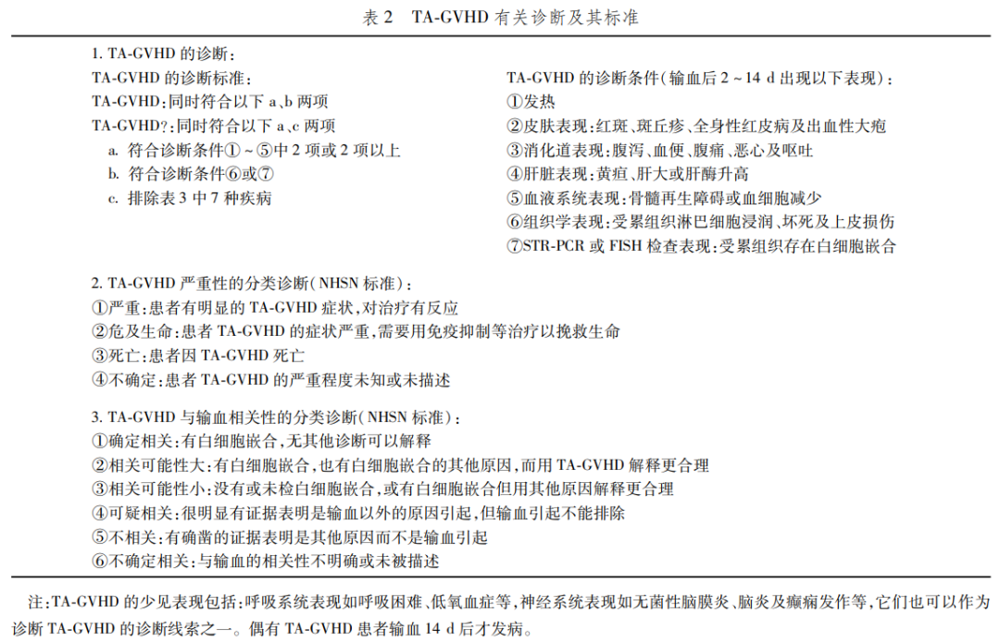 表 2 TA-GVHD 有关诊断及其标准
1. TA-GVHD 的诊断:
TA-GVHD 的诊断标准:
TA-GVHD:同时符合以下 a、b 两项
TA-GVHD?:同时符合以下 a、c 两项
a. 符合诊断条件①~⑤中 2 项或 2 项以上
b. 符合诊断条件⑥或⑦
c. 排除表 3 中 7 种疾病
TA-GVHD 的诊断条件(输血后 2~14 d 出现以下表现):
①发热
②皮肤表现:红斑、斑丘疹、全身性红皮病及出血性大疱
③消化道表现:腹泻、血便、腹痛、恶心及呕吐
④肝脏表现:黄疸、肝大或肝酶升高
⑤血液系统表现:骨髓再生障碍或血细胞减少
⑥组织学表现:受累组织淋巴细胞浸润、坏死及上皮损伤
⑦STR-PCR 或 FISH 检查表现:受累组织存在白细胞嵌合
2. TA-GVHD 严重性的分类诊断(NHSN 标准):
①严重:患者有明显的 TA-GVHD 症状,对治疗有反应
②危及生命:患者 TA-GVHD 的症状严重,需要用免疫抑制等治疗以挽救生命
③死亡:患者因 TA-GVHD 死亡
④不确定:患者 TA-GVHD 的严重程度未知或未描述
3. TA-GVHD 与输血相关性的分类诊断(NHSN 标准):
①确定相关:有白细胞嵌合,无其他诊断可以解释
②相关可能性大:有白细胞嵌合,也有白细胞嵌合的其他原因,而用 TA-GVHD 解释更合理
③相关可能性小:没有或未检白细胞嵌合,或有白细胞嵌合但用其他原因解释更合理
④可疑相关:很明显有证据表明是输血以外的原因引起,但输血引起不能排除
⑤不相关:有确凿的证据表明是其他原因而不是输血引起
⑥不确定相关:与输血的相关性不明确或未被描述
注:TA-GVHD 的少见表现包括:呼吸系统表现如呼吸困难、低氧血症等,神经系统表现如无菌性脑膜炎、脑炎及癫痫发作等,它们也可以作为
诊断 TA-GVHD 的诊断线索之一。偶有 TA-GVHD 患者输血 14 d 后才发病。